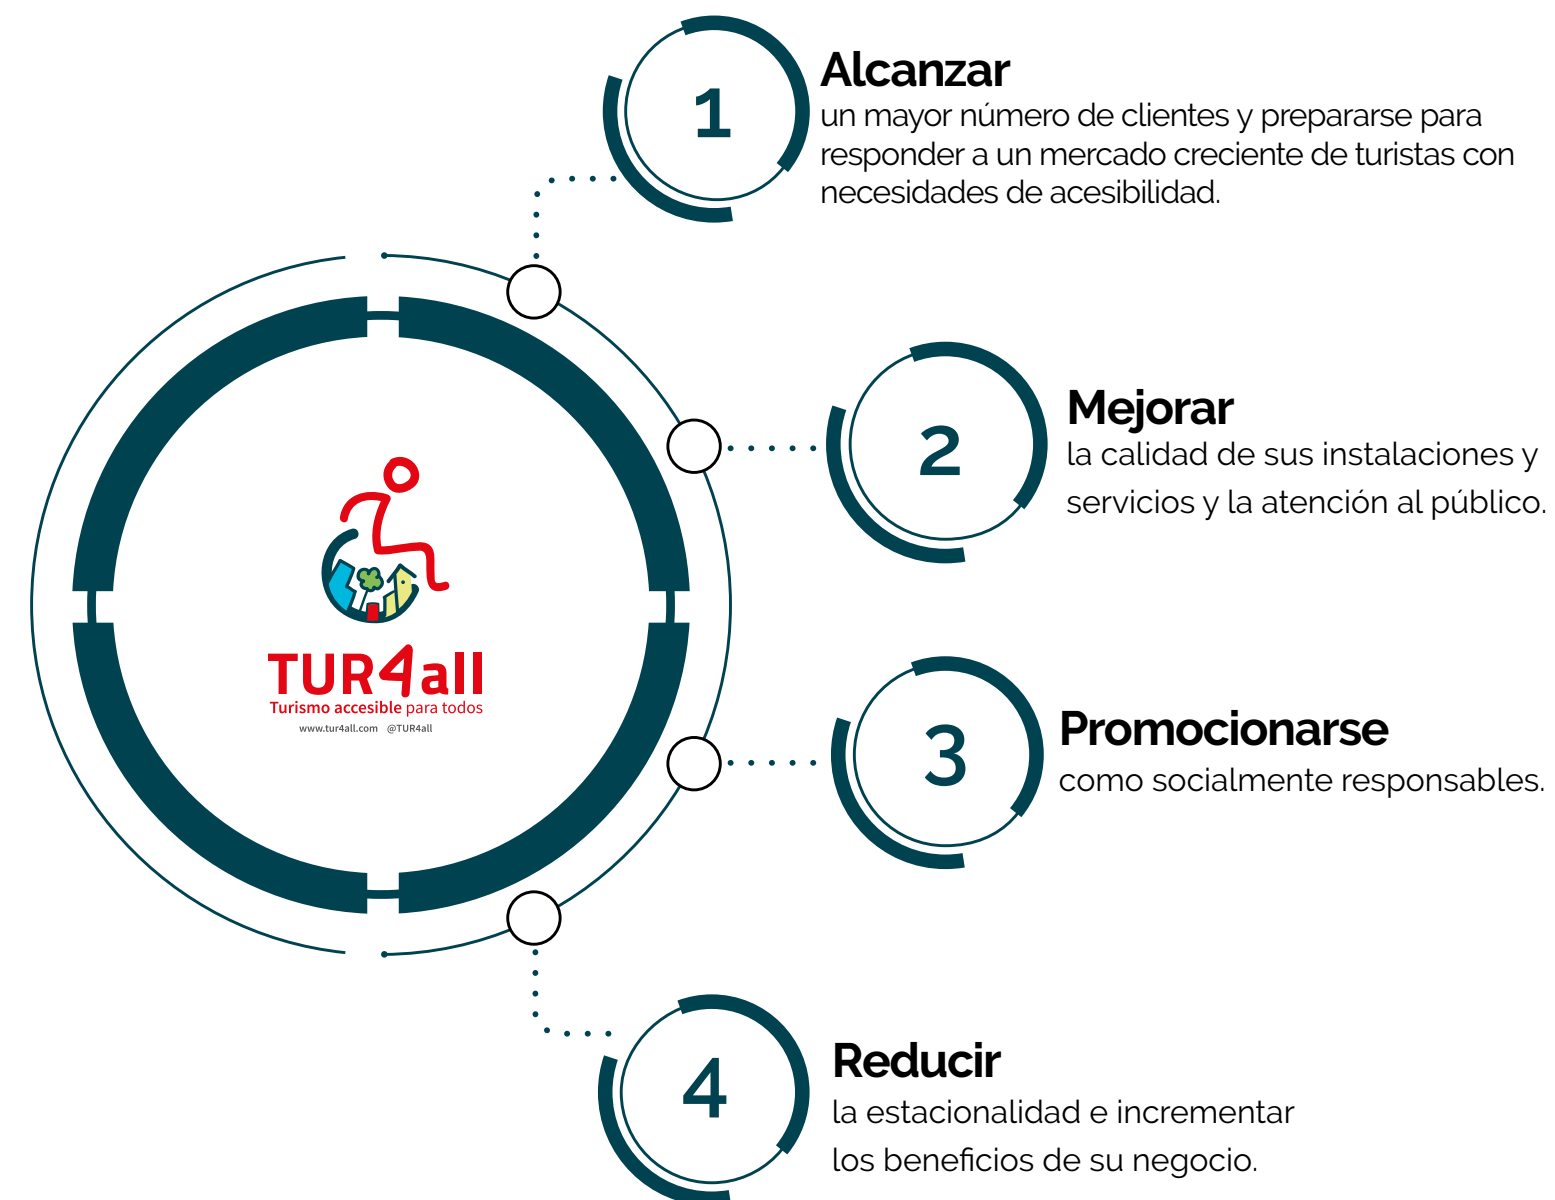 1
Alcanzar
un mayor número de clientes y prepararse para
responder a un mercado creciente de turistas con
necesidades de acesibilidad.
2
Mejorar
la calidad de sus instalaciones y
servicios y la atención al público.
TUR4all
Turismo accesible para todos
www.tur4all.com @TUR4all
3
Promocionarse
como socialmente responsables.
4
Reducir
la estacionalidad e incrementar
los beneficios de su negocio.